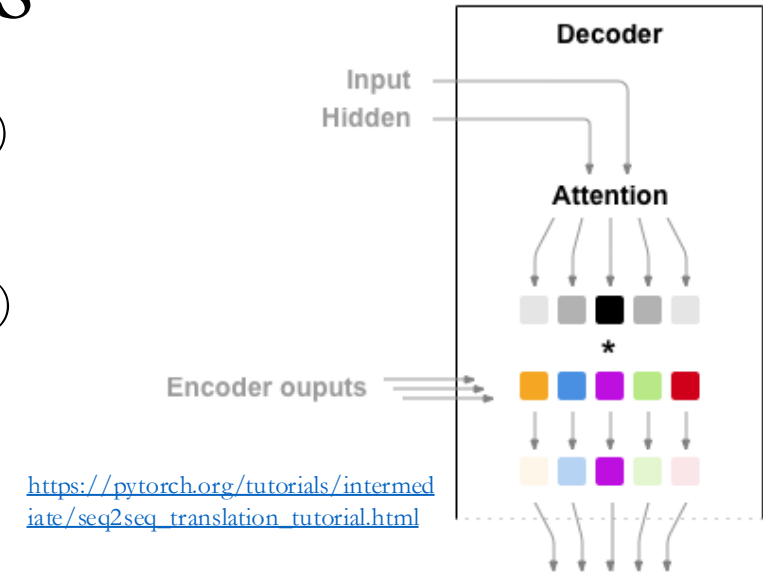 s
)
)
Decoder
Input
Hidden
Attention
*
Encoder ouputs
https://pytorch.org/tutorials/intermed
iate/seq2seq_translation_tutorial.html